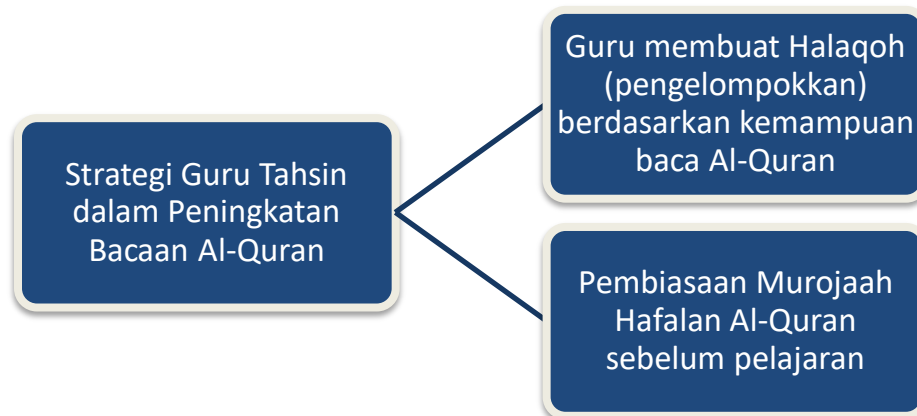 Strategi Guru Tahsin
dalam Peningkatan
Bacaan Al-Quran
Guru membuat Halaqoh
(pengelompokkan)
berdasarkan kemampuan
baca Al-Quran
Pembiasaan Murojaah
Hafalan Al-Quran
sebelum pelajaran